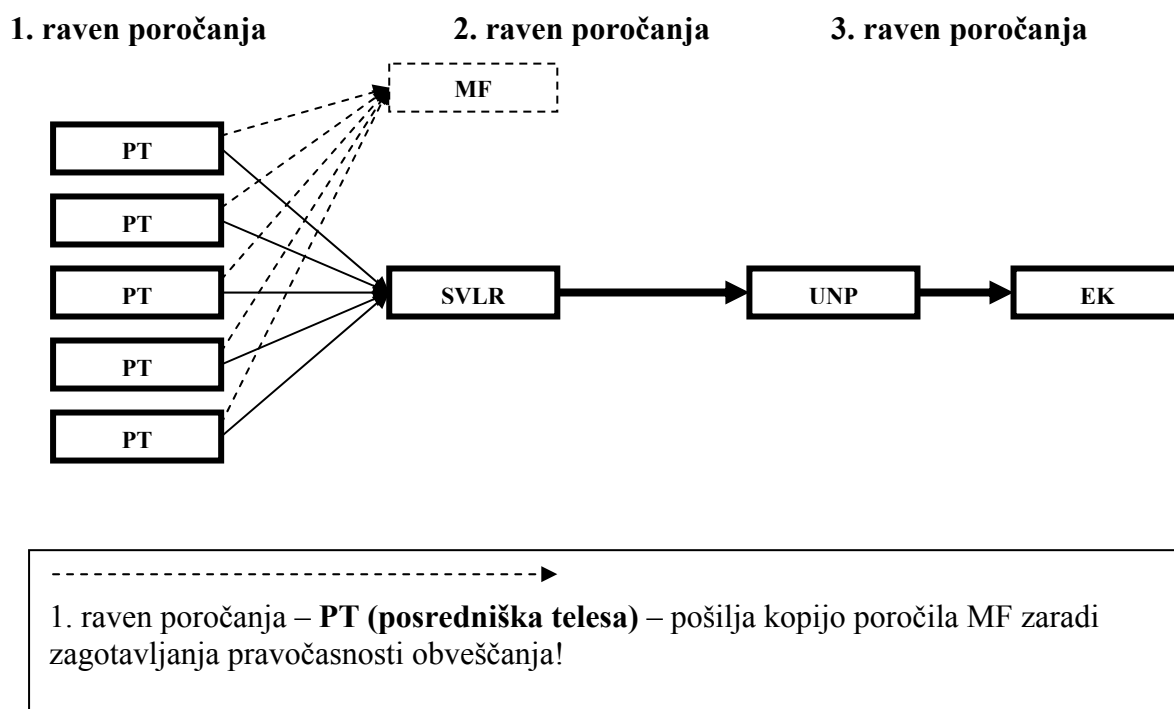 1. raven poročanja 2. raven poročanja 3. raven poročanja
MF
PT
PT
PT SVLR UNP EK
PT
PT
1. raven poročanja – PT (posredniška telesa) – pošilja kopijo poročila MF zaradi
zagotavljanja pravočasnosti obveščanja!